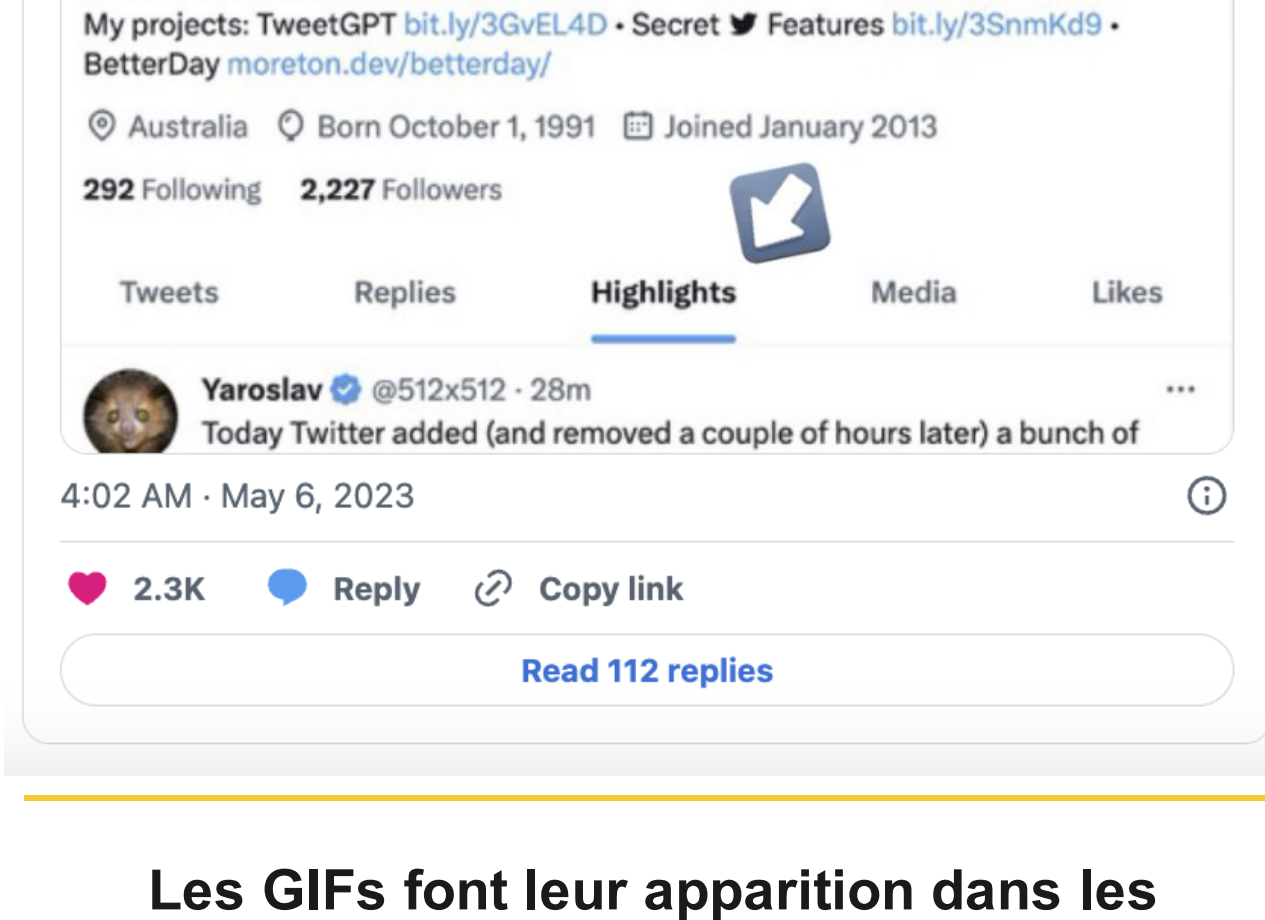 My projects: TweetGPT bit.ly/3GvEL4D • Secret Features bit.ly/3SnmKd9 •
BetterDay moreton.dev/betterday/
Australia Born October 1, 1991 Joined January 2013
292 Following 2,227 Followers
Tweets Replies Highlights Media Likes
Yaroslav @512x512 · 28m
Today Twitter added (and removed a couple of hours later) a bunch of
4:02 AM · May 6, 2023
2.3K Reply Copy link
Read 112 replies
Les GIFs font leur apparition dans les